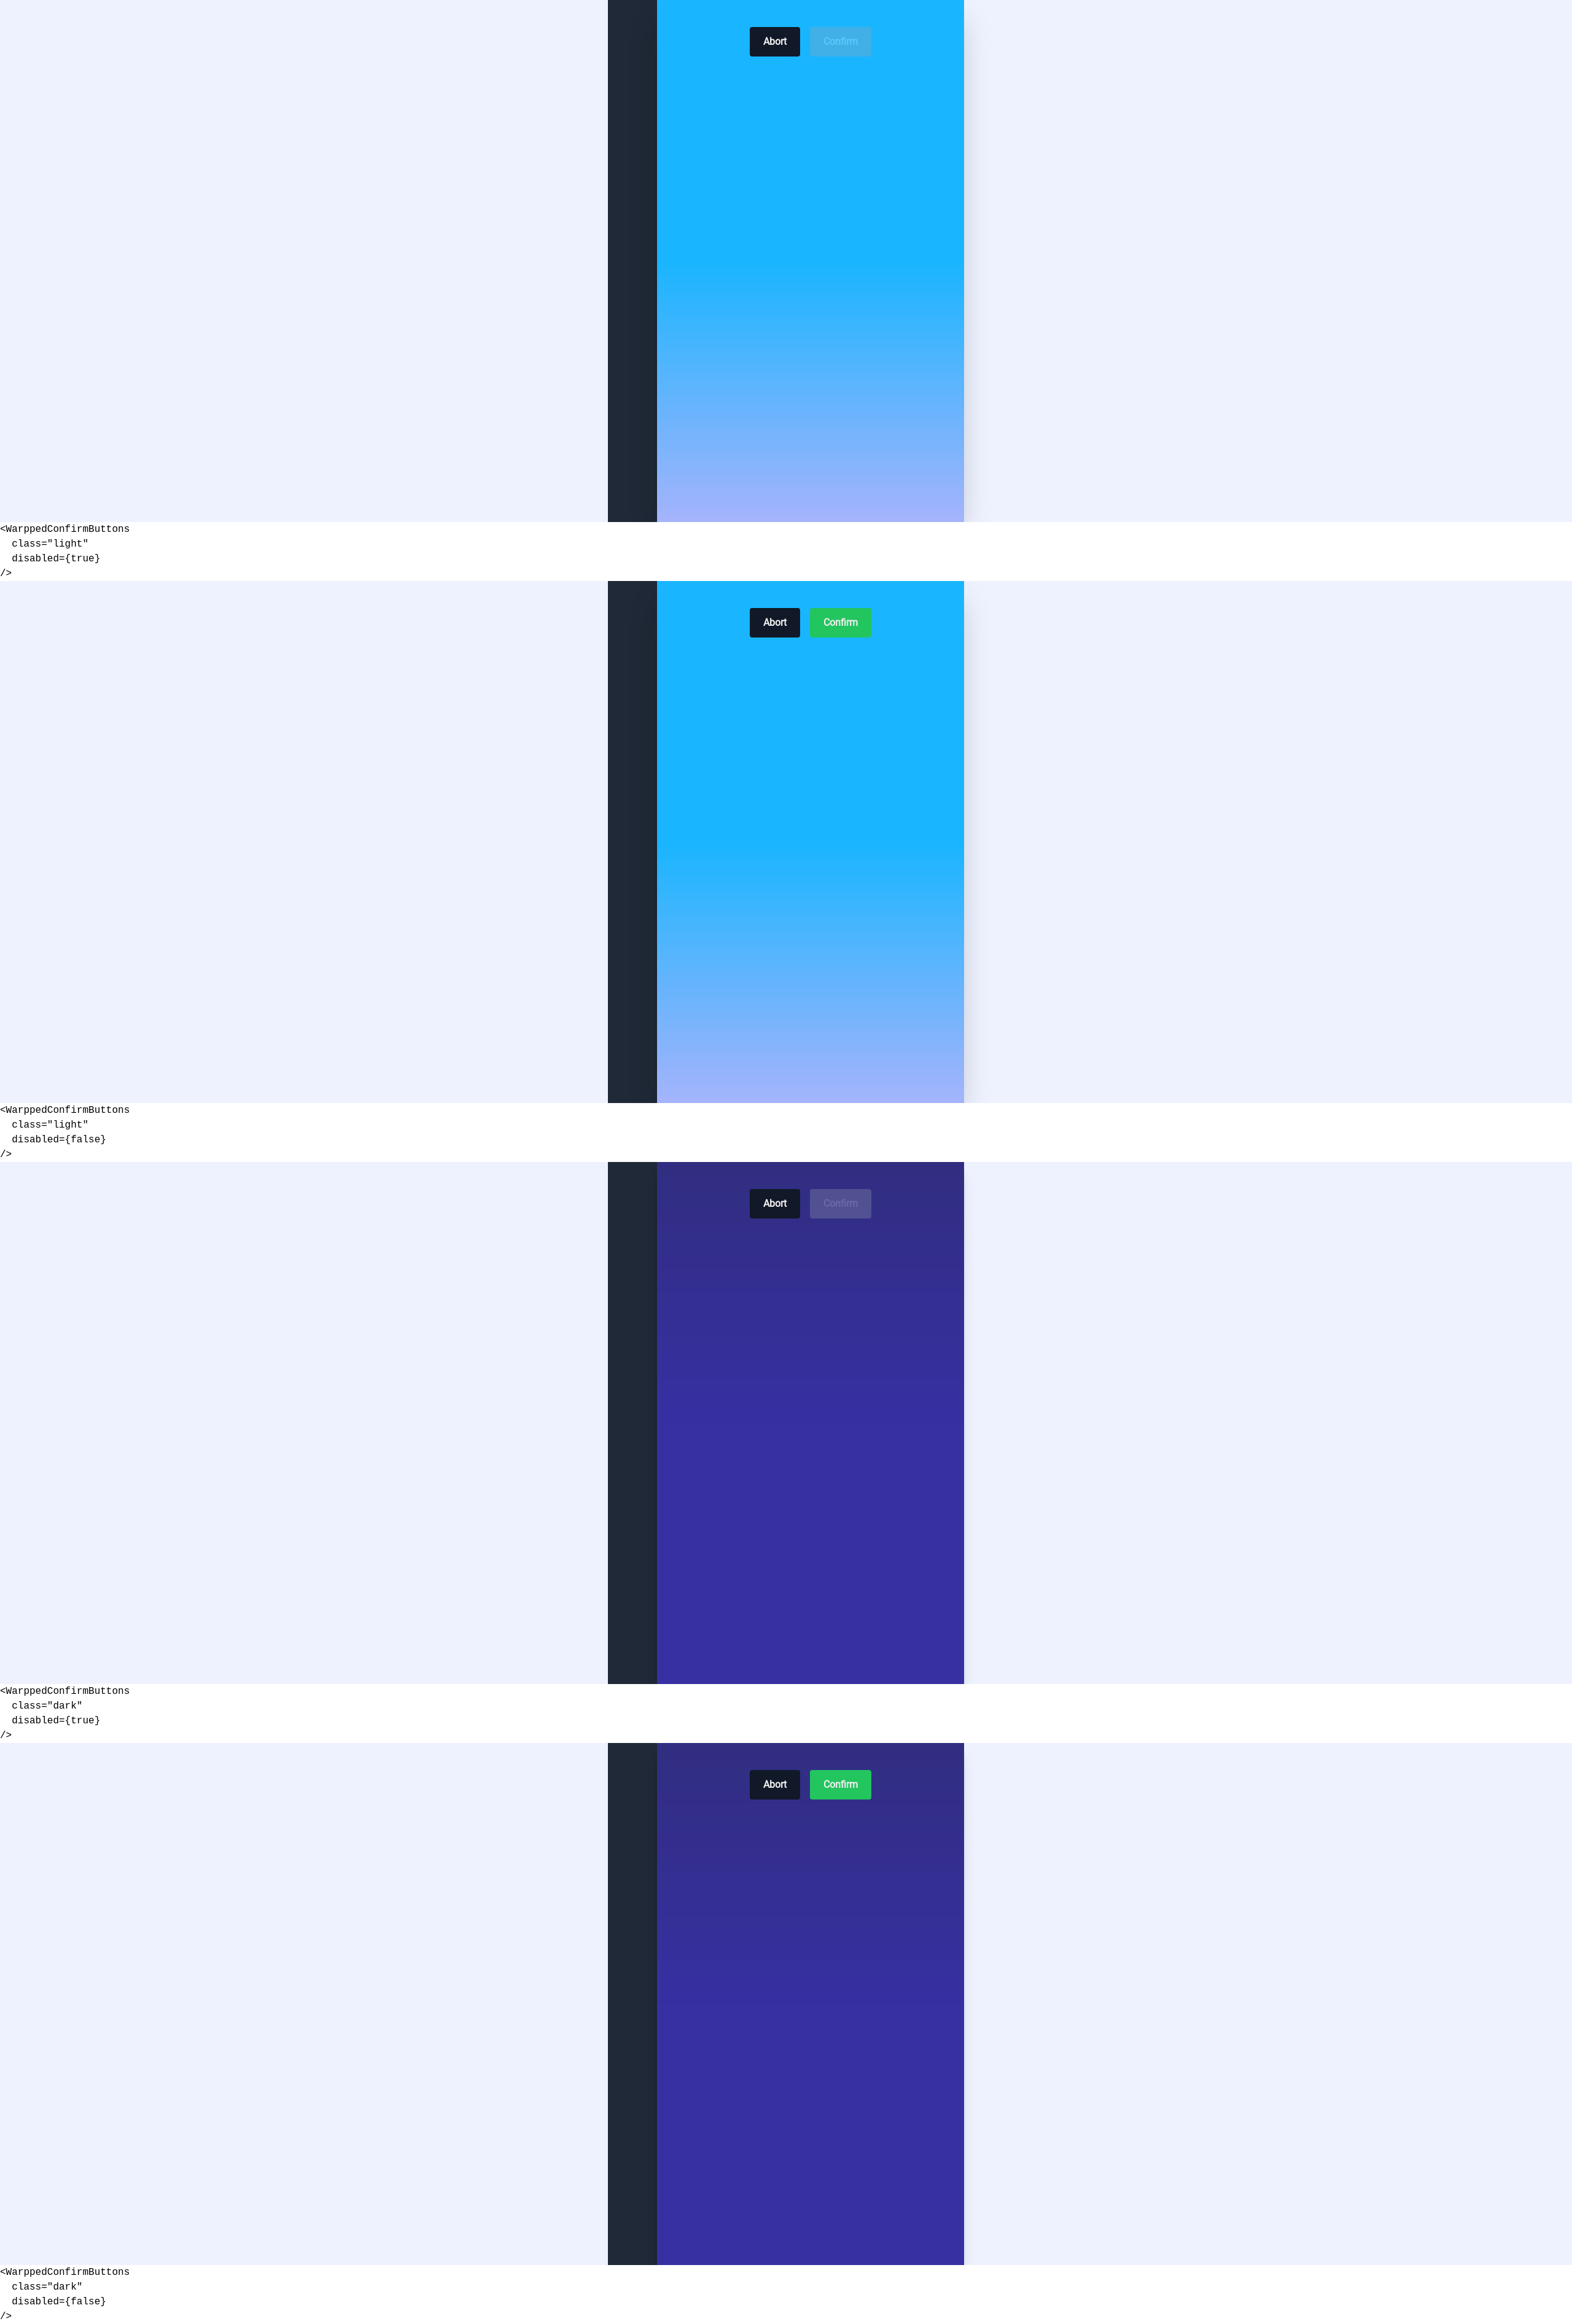 Abort Confirm
<WarppedConfirmButtons
  class="light"
  disabled={true}
/>
Abort Confirm
<WarppedConfirmButtons
  class="light"
  disabled={false}
/>
Abort Confirm
<WarppedConfirmButtons
  class="dark"
  disabled={true}
/>
Abort Confirm
<WarppedConfirmButtons
  class="dark"
  disabled={false}
/>